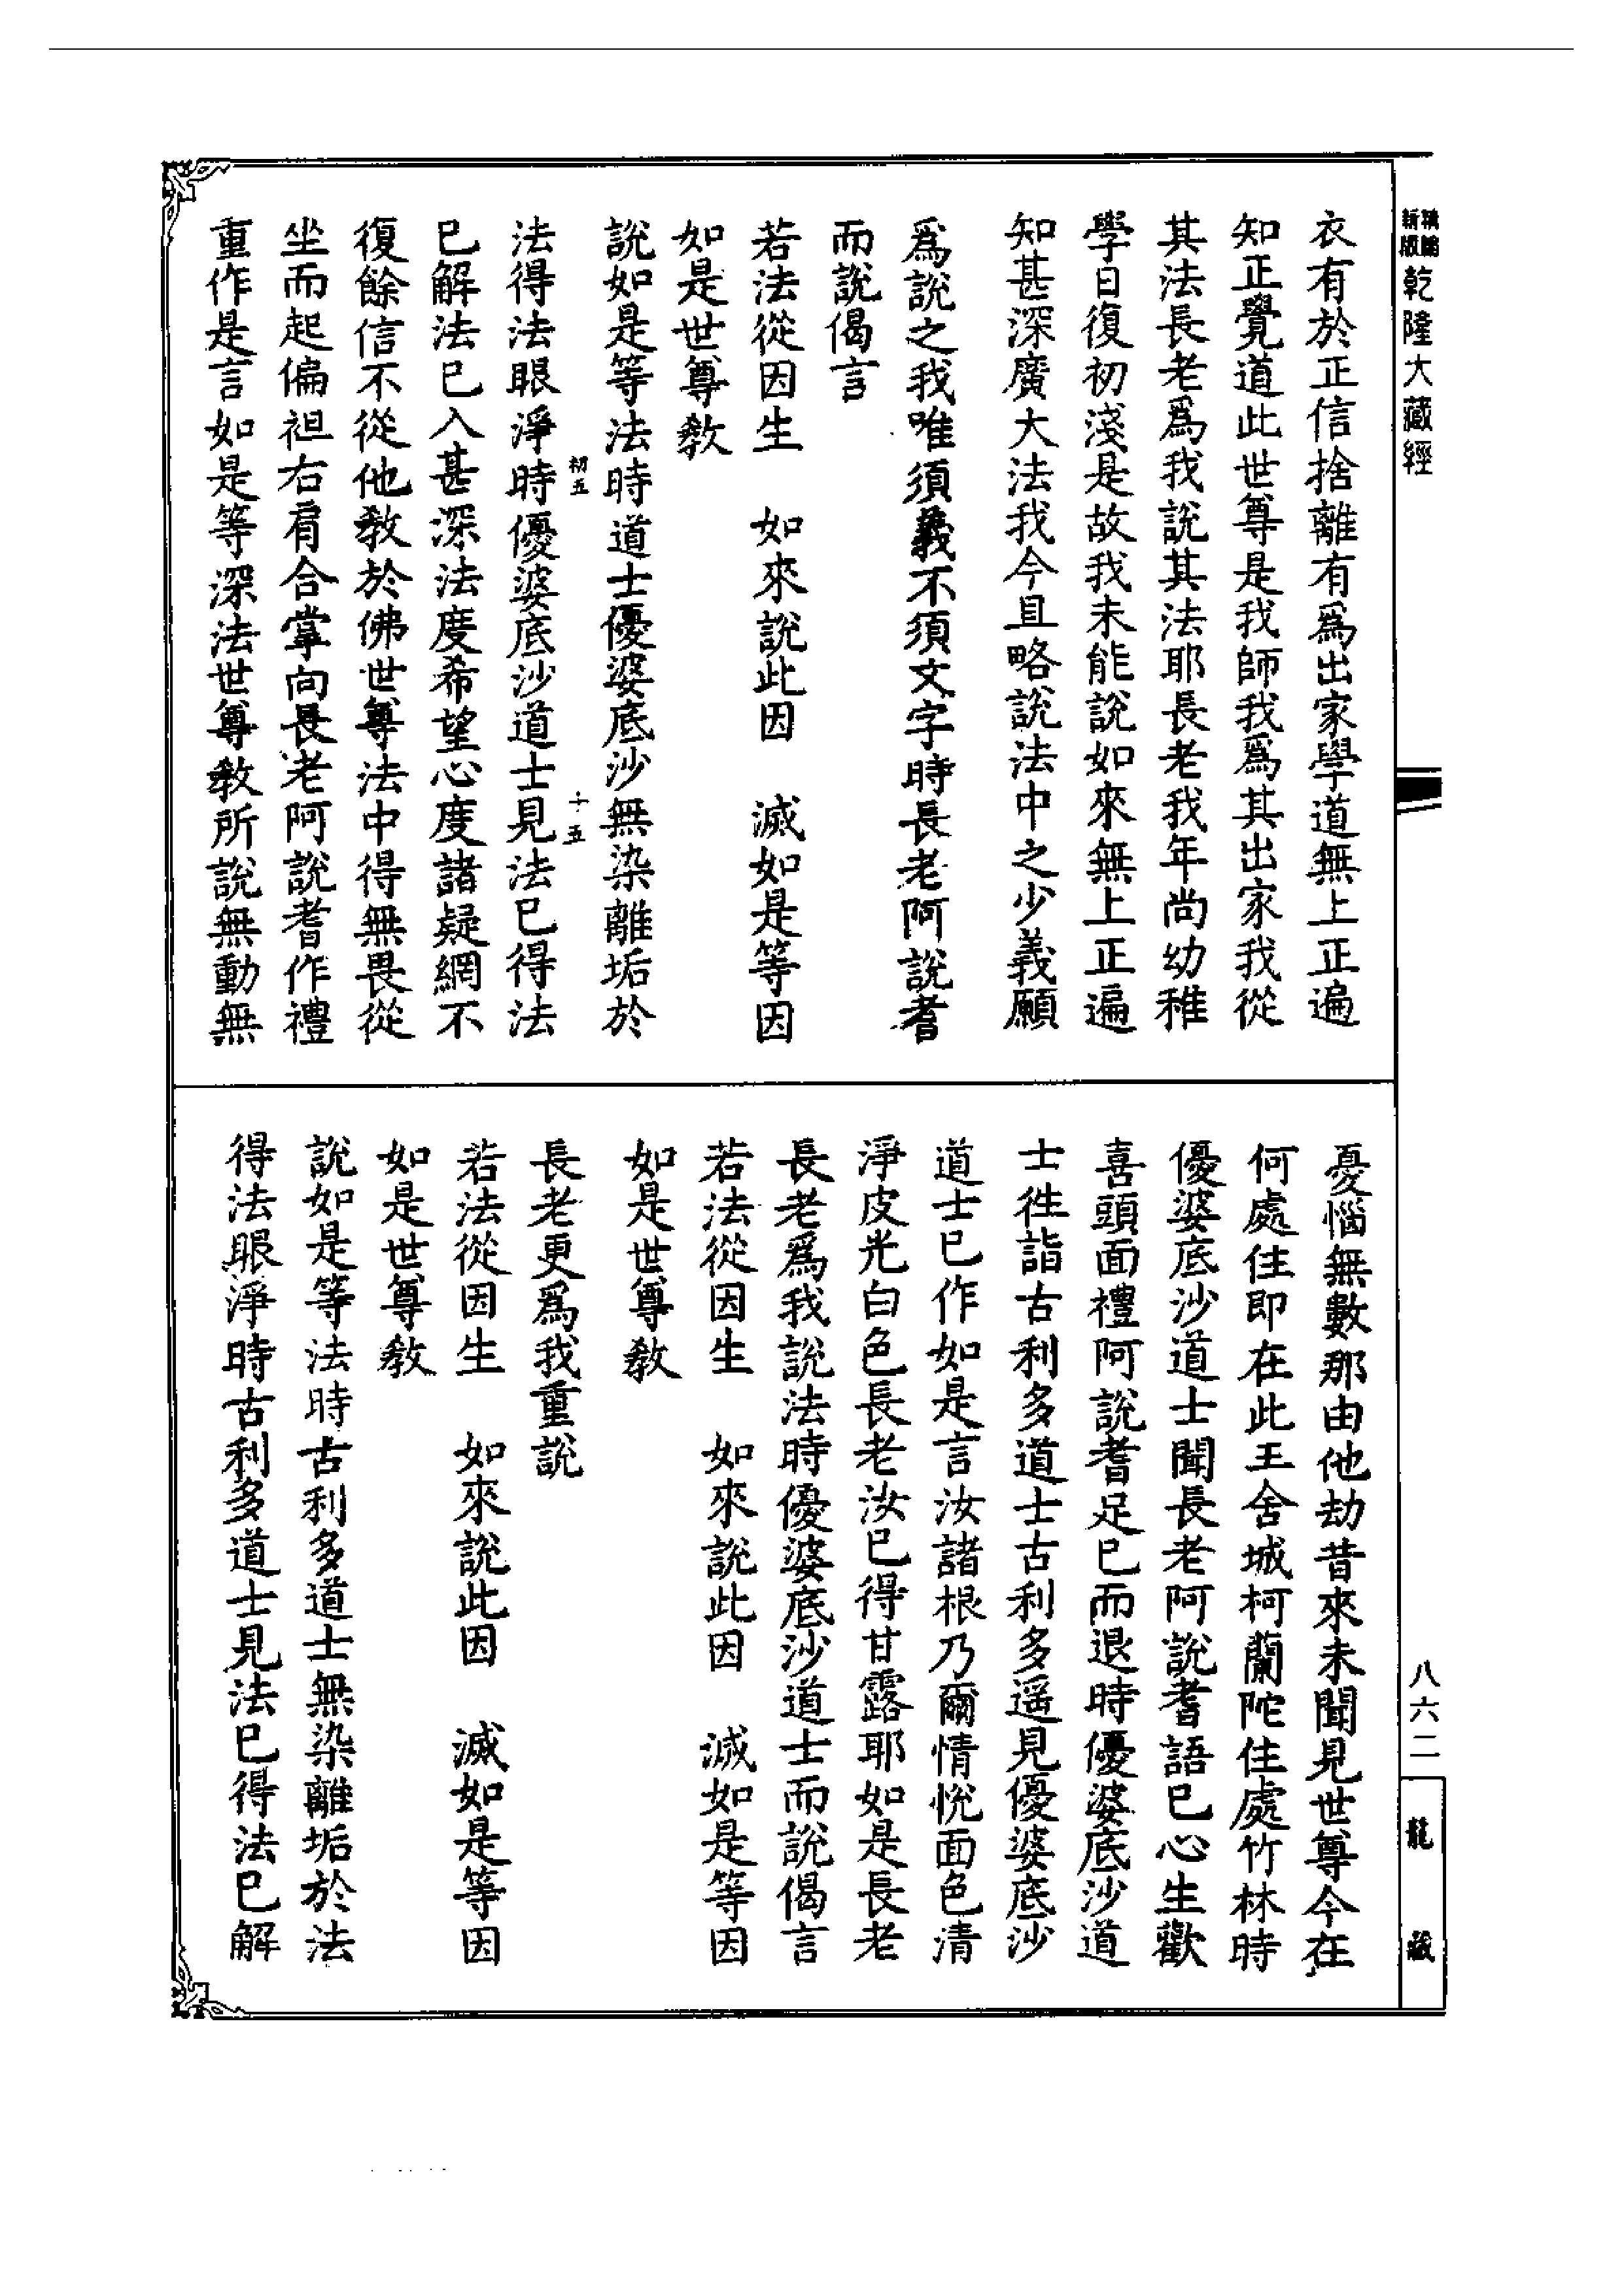 新版精縮乾隆大藏經
衣有於正信捨離有爲出家學道無上正遍
知正覺道此世尊是我師我爲其出家我從
其法長老爲我說其法耶長老我年尚幼稚
學日復初淺是故我未能說如來無上正遍
知甚深廣大法我今且略說法中之少義願
爲說之我唯須義不須文字時長老阿說耆
而說偈言
若法從因生　如來說此因　滅如是等因
如是世尊教
說如是等法時道士優婆底沙無染離垢於
初五　十五
法得法眼淨時優婆底沙道士見法已得法
已解法已入甚深法度希望心度諸疑網不
復餘信不從他教於佛世尊法中得無畏從
坐而起偏袒右肩合掌向長老阿說耆作禮
重作是言如是等深法世尊教所說無動無
憂惱無數那由他劫昔來未聞見世尊今在
何處住即在此王舍城柯蘭陀住處竹林時
優婆底沙道士聞長老阿說耆語已心生歡
喜頭面禮阿說耆足已而退時優婆底沙道
士徃詣古利多道士古利多遥見優婆底沙
道士已作如是言汝諸根乃爾情悅面色清
淨皮光白色長老汝已得甘露耶如是長老
長老爲我說法時優婆底沙道士而說偈言
若法從因生　如來說此因　滅如是等因
如是世尊教
長老更爲我重說
若法從因生　如來說此因　滅如是等因
如是世尊教
說如是等法時古利多道士無染離垢於法
得法眼淨時古利多道士見法已得法已解
八六二
龍藏